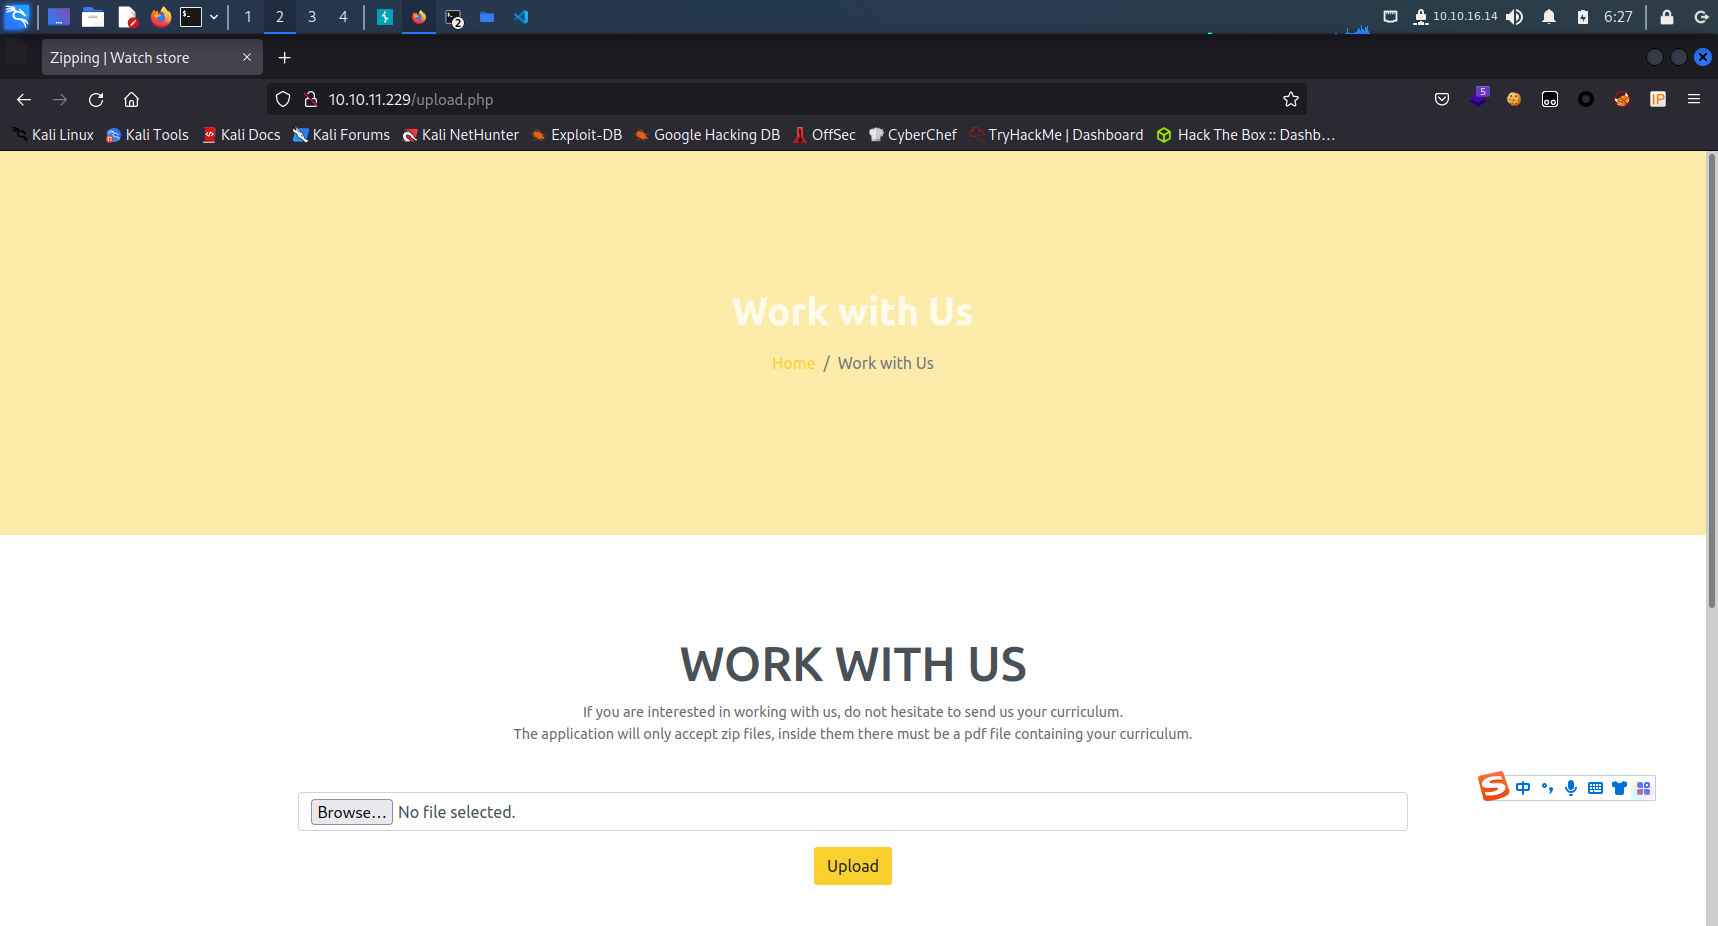 1 2 3 4 2 10.10.16.14 6:27
Zipping | Watch store
10.10.11.229/upload.php 5 IP
Kali Linux Kali Tools Kali Docs Kali Forums Kali NetHunter Exploit-DB Google Hacking DB OffSec CyberChef TryHackMe | Dashboard Hack The Box :: Dashb…
Work with Us
Home / Work with Us
WORK WITH US
If you are interested in working with us, do not hesitate to send us your curriculum.
The application will only accept zip files, inside them there must be a pdf file containing your curriculum.
S 中
Browse… No file selected.
Upload